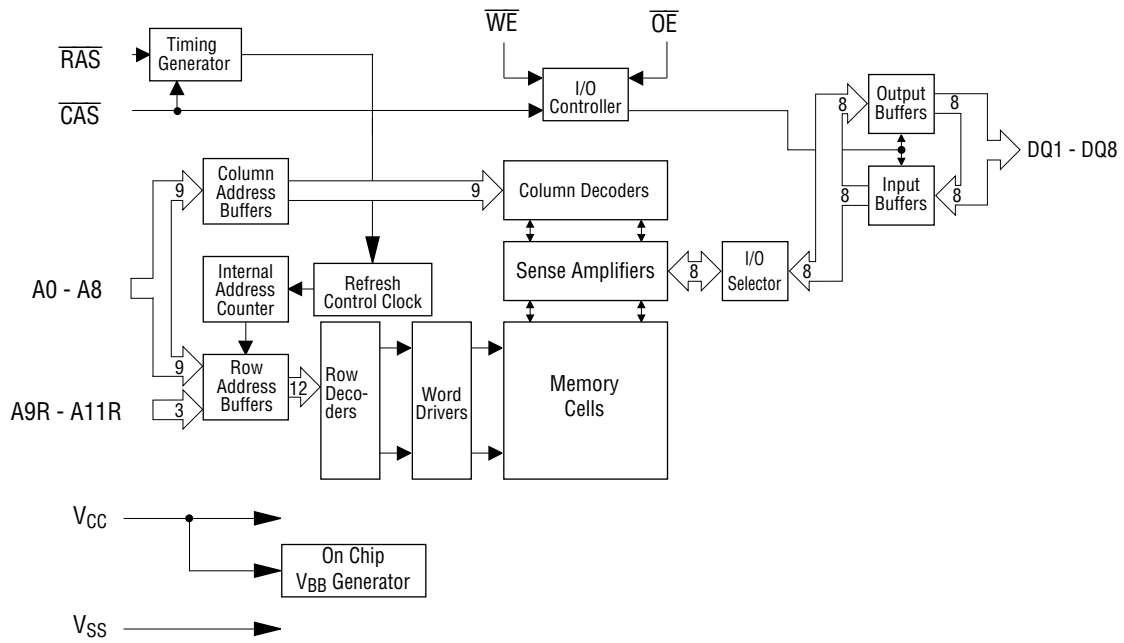 WE
OE
RAS
Timing
Generator
CAS
I/O
Controller
8
Output
Buffers
8
DQ1 - DQ8
9
Column
Address
Buffers
9
Column Decoders
8
Input
Buffers
8
A0 - A8
Internal
Address
Counter
Refresh
Control Clock
Sense Amplifiers
8
I/O
Selector
8
9
Row
Address
Buffers
12
Row
Deco-
ders
Word
Drivers
Memory
Cells
A9R - A11R
3
VCC
On Chip
VBB Generator
VSS